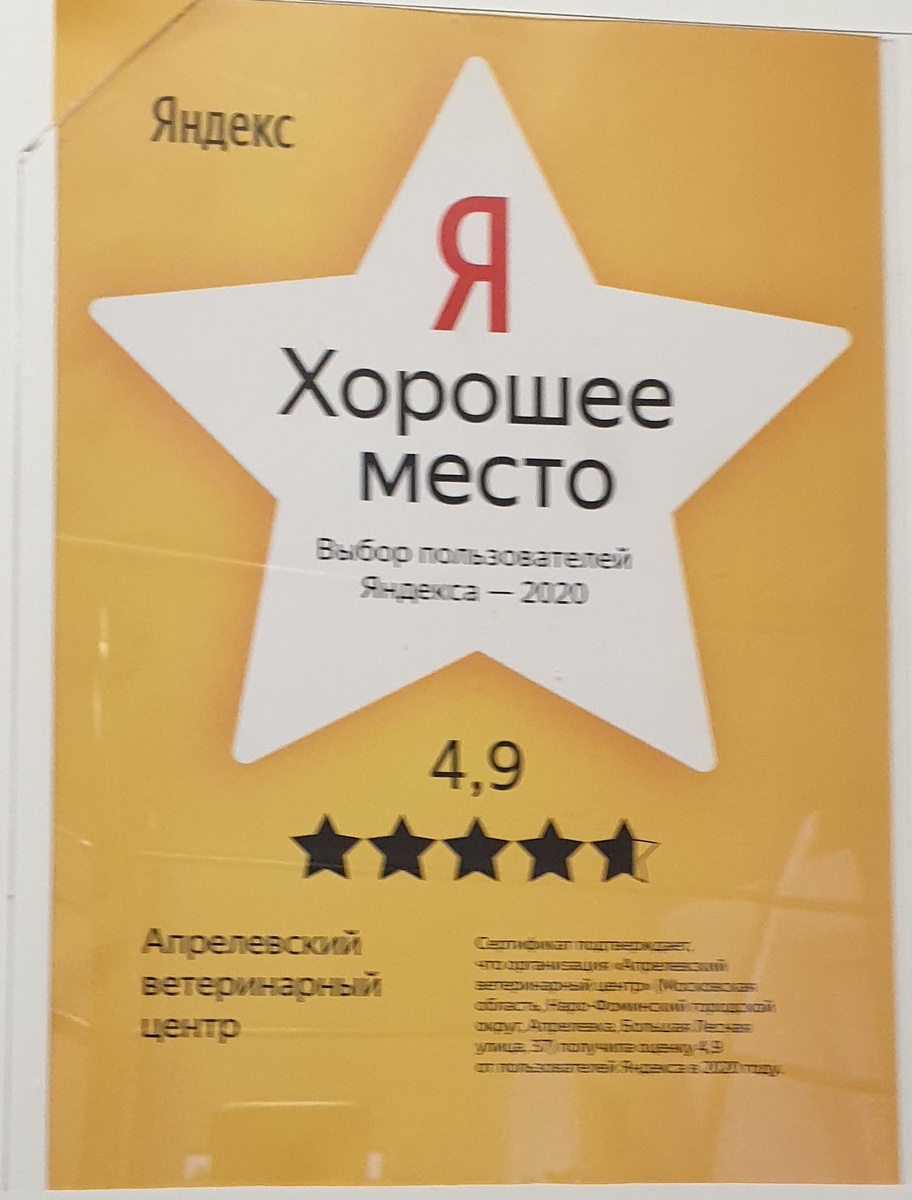 Яндекс
Я
Хорошее
место
Выбор пользователей
Яндекса — 2020
4,9
Апрелевский
ветеринарный
центр
Сертификат подтверждает,
что организация «Апрелевский
ветеринарный центр» (Московская
область, Наро-Фоминский городской
округ, Апрелевка, Большая Лесная
улица, 37) получила оценку 4,9
от пользователей Яндекса в 2020 году.